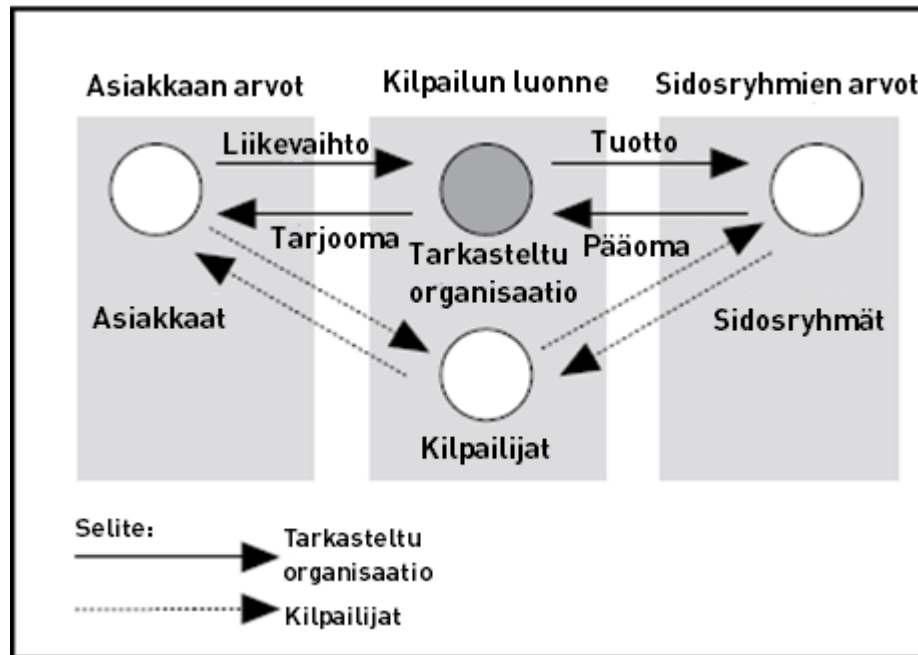 Asiakkaan arvot
Kilpailun luonne
Sidosryhmien arvot
Liikevaihto
Tuotto
Tarjooma
Tarkasteltu
organisaatio
Pääoma
Asiakkaat
Sidosryhmät
Kilpailijat
Selite:
Tarkasteltu
organisaatio
Kilpailijat